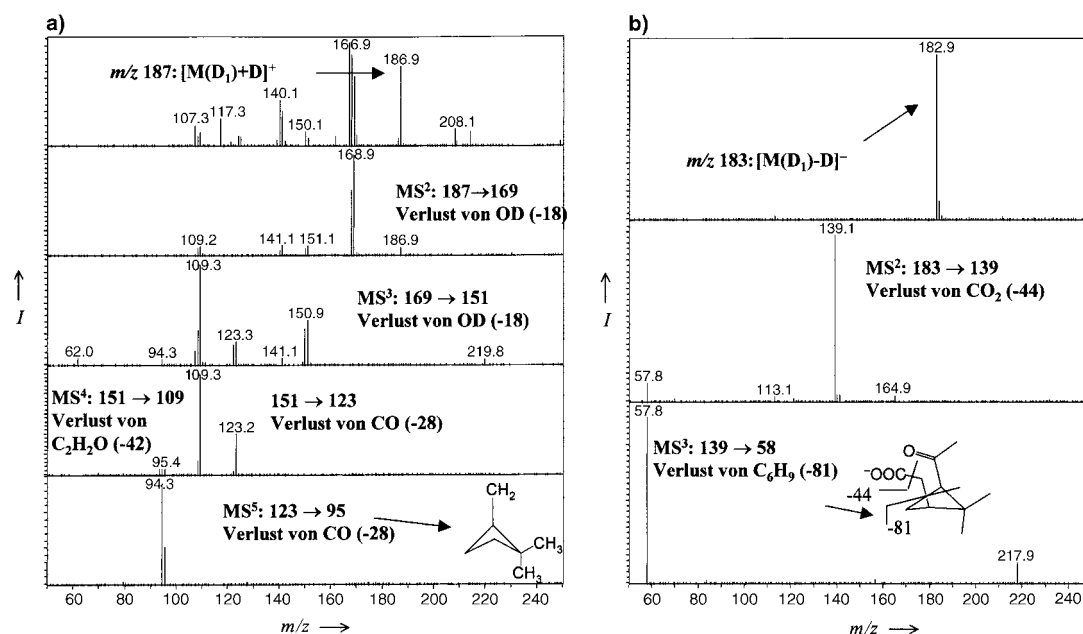 a)
166.9
m/z 187: [M(D₁)+D]⁺
186.9
140.1
107.3
117.3
150.1
208.1
168.9
MS²: 187→169
Verlust von OD (-18)
109.2
141.1
151.1
186.9
109.3
MS³: 169 → 151
Verlust von OD (-18)
150.9
123.3
62.0
94.3
141.1
219.8
109.3
MS⁴: 151 → 109
Verlust von
C₂H₂O (-42)
151 → 123
Verlust von CO (-28)
123.2
95.4
94.3
MS⁵: 123 → 95
Verlust von CO (-28)
CH₂
CH₃
CH₃
I
60 80 100 120 140 160 180 200 220 240
m/z
b)
182.9
m/z 183: [M(D₁)-D]⁻
139.1
MS²: 183 → 139
Verlust von CO₂ (-44)
57.8
113.1
164.9
57.8
MS³: 139 → 58
Verlust von C₆H₉ (-81)
O
⁻OOC
-44
-81
217.9
I
60 80 100 120 140 160 180 200 220 240
m/z